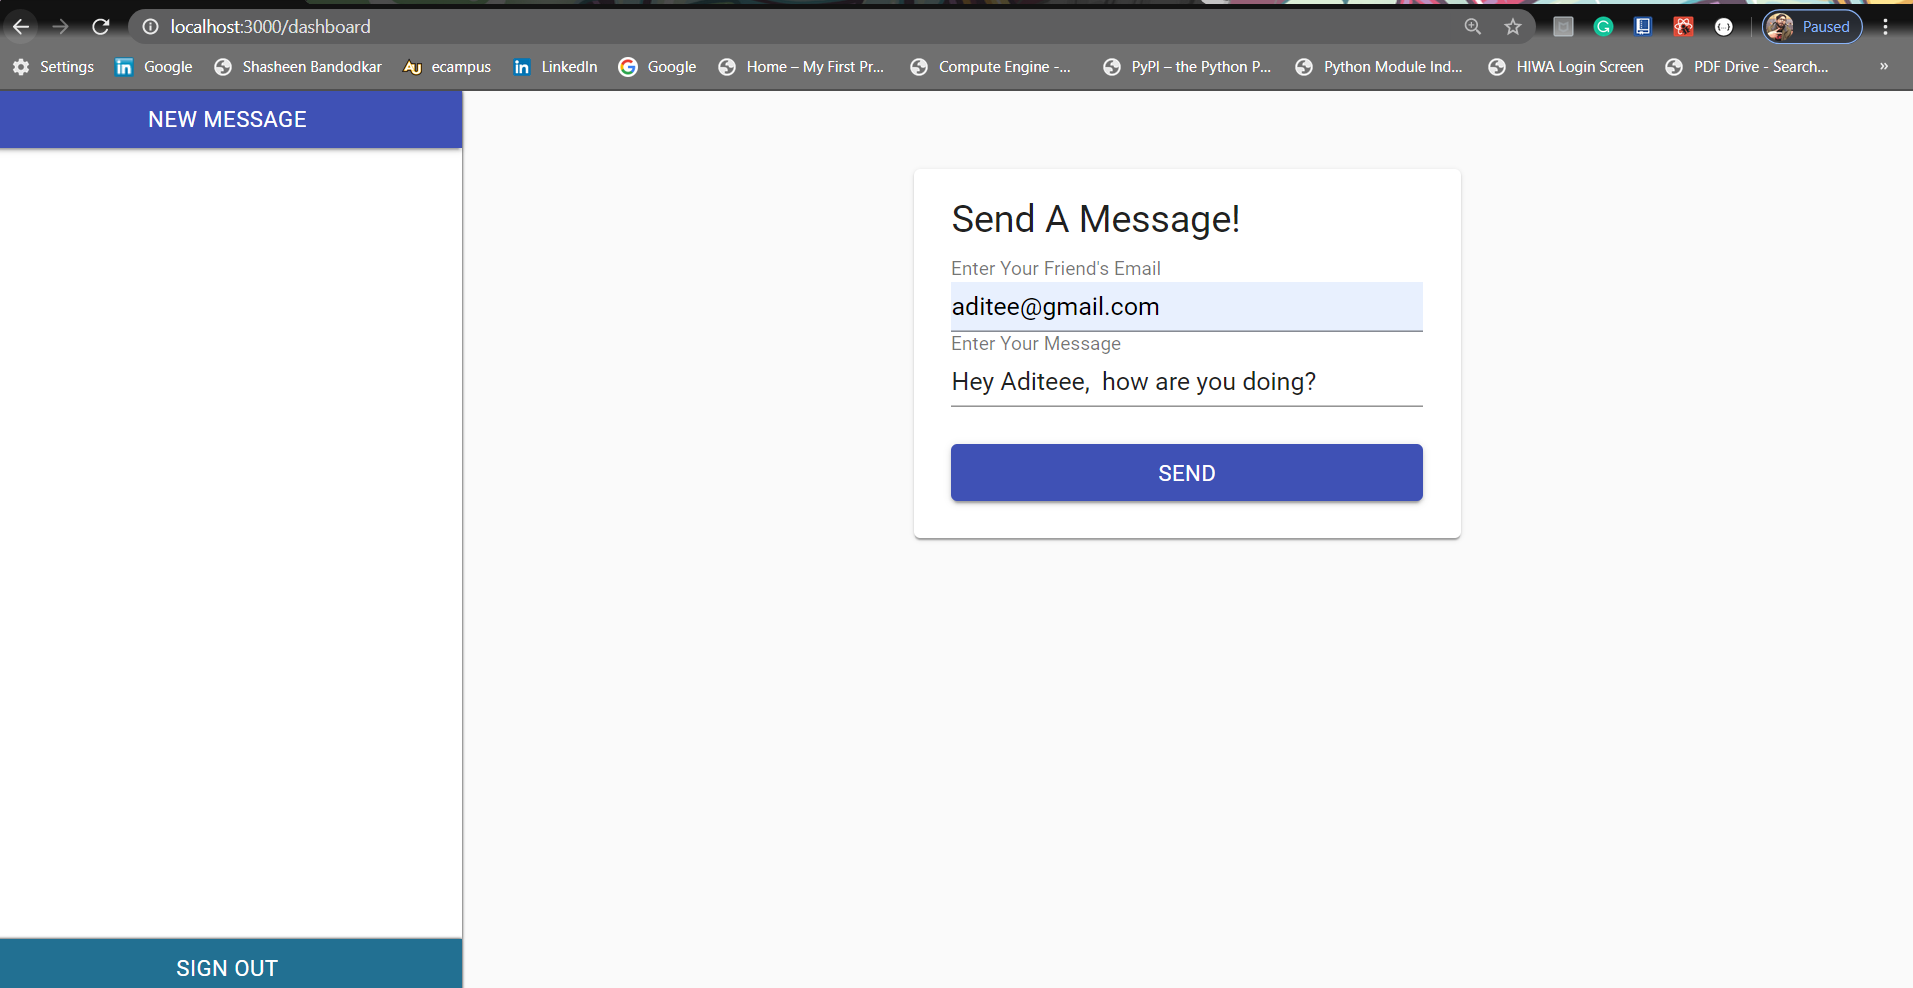 localhost:3000/dashboard
Paused
Settings Google Shasheen Bandodkar ecampus LinkedIn Google Home – My First Pr... Compute Engine -... PyPI – the Python P... Python Module Ind... HIWA Login Screen PDF Drive - Search... »
NEW MESSAGE
Send A Message!
Enter Your Friend's Email
aditee@gmail.com
Enter Your Message
Hey Aditeee,  how are you doing?
SEND
SIGN OUT